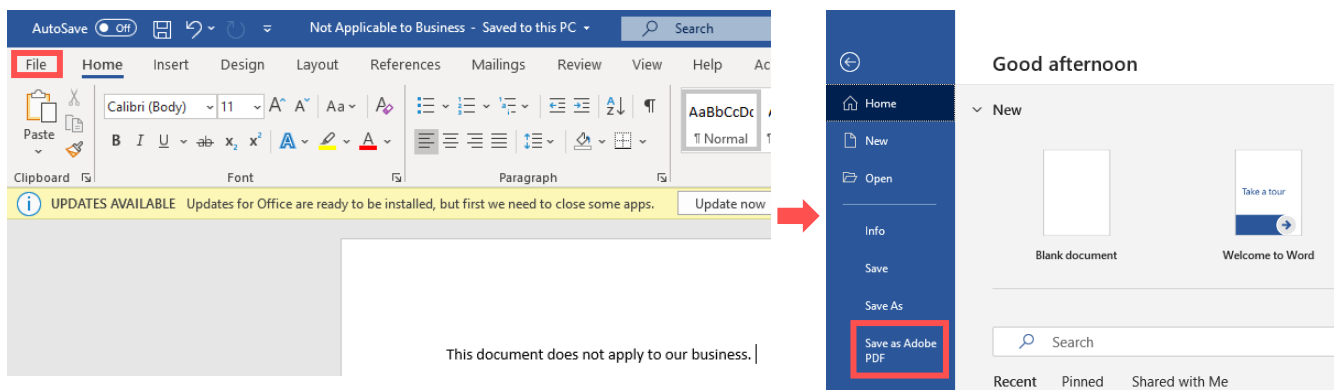 AutoSave Off Not Applicable to Business - Saved to this PC Search
File Home Insert Design Layout References Mailings Review View Help Ac
Calibri (Body) 11 A^ Aˇ Aa A
Paste
B I U ab x₂ x² A A
AaBbCcDc
¶ Normal
Clipboard Font Paragraph
UPDATES AVAILABLE Updates for Office are ready to be installed, but first we need to close some apps. Update now
This document does not apply to our business.
Home
New
Open
Info
Save
Save As
Save as Adobe
PDF
Good afternoon
New
Take a tour
Blank document Welcome to Word
Search
Recent Pinned Shared with Me